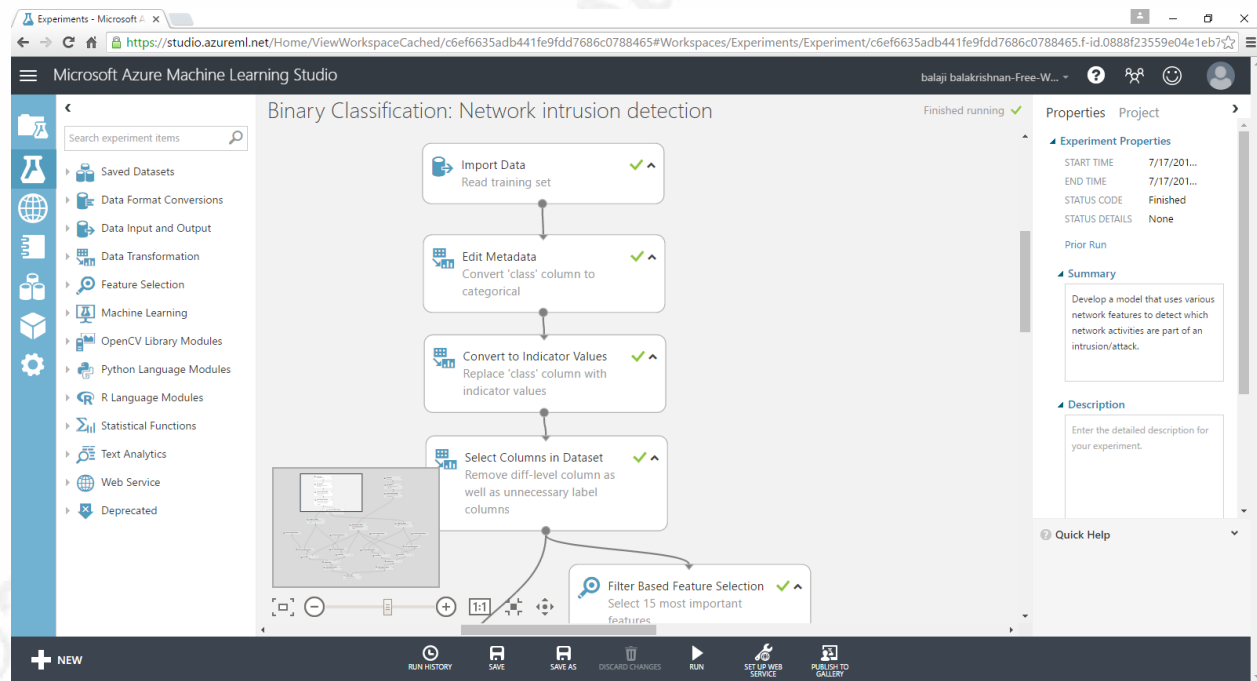 Experiments - Microsoft A
https://studio.azureml.net/Home/ViewWorkspaceCached/c6ef6635adb441fe9fdd7686c0788465#Workspaces/Experiments/Experiment/c6ef6635adb441fe9fdd7686c0788465.f-id.0888f23559e04e1eb7
Microsoft Azure Machine Learning Studio
balaji balakrishnan-Free-W...
Search experiment items
Saved Datasets
Data Format Conversions
Data Input and Output
Data Transformation
Feature Selection
Machine Learning
OpenCV Library Modules
Python Language Modules
R Language Modules
Statistical Functions
Text Analytics
Web Service
Deprecated
Binary Classification: Network intrusion detection
Finished running
Import Data
Read training set
Edit Metadata
Convert 'class' column to
categorical
Convert to Indicator Values
Replace 'class' column with
indicator values
Select Columns in Dataset
Remove diff-level column as
well as unnecessary label
columns
Filter Based Feature Selection
Select 15 most important
features
1:1
Properties Project
Experiment Properties
START TIME 7/17/201...
END TIME 7/17/201...
STATUS CODE Finished
STATUS DETAILS None
Prior Run
Summary
Develop a model that uses various
network features to detect which
network activities are part of an
intrusion/attack.
Description
Enter the detailed description for
your experiment.
Quick Help
NEW
RUN HISTORY
SAVE
SAVE AS
DISCARD CHANGES
RUN
SET UP WEB
SERVICE
PUBLISH TO
GALLERY